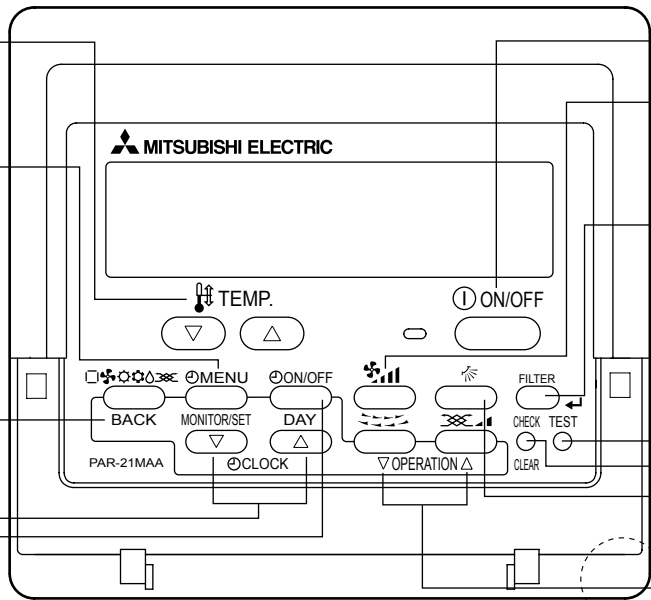 MITSUBISHI ELECTRIC
TEMP.
ON/OFF
MENU
ON/OFF
FILTER
BACK
MONITOR/SET
DAY
CHECK
TEST
PAR-21MAA
CLOCK
▽ OPERATION △
CLEAR